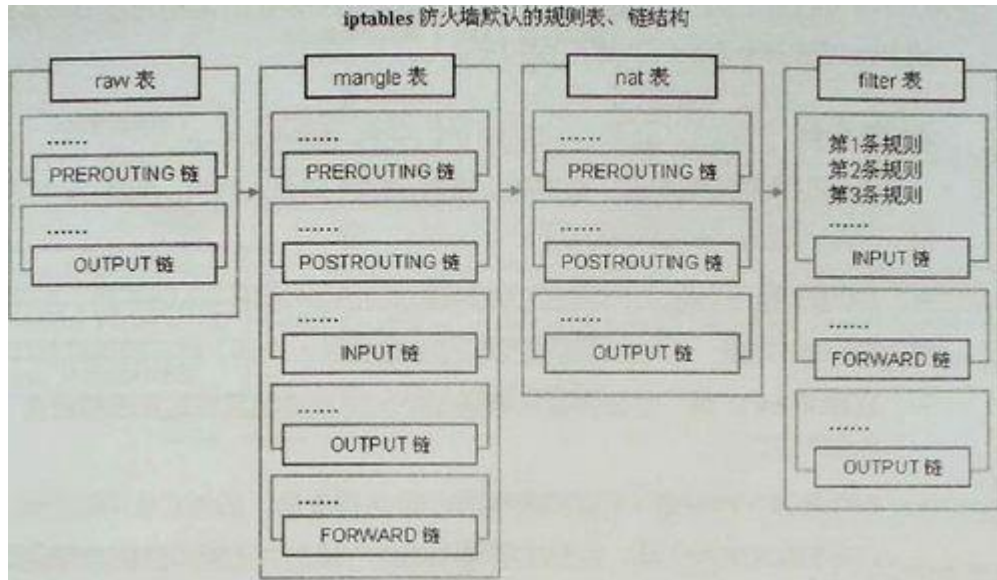 iptables 防火墙默认的规则表、链结构
raw 表
......
PREROUTING 链
......
OUTPUT 链
mangle 表
......
PREROUTING 链
......
POSTROUTING 链
......
INPUT 链
......
OUTPUT 链
......
FORWARD 链
nat 表
......
PREROUTING 链
......
POSTROUTING 链
......
OUTPUT 链
filter 表
第1条规则
第2条规则
第3条规则
......
INPUT 链
......
FORWARD 链
......
OUTPUT 链